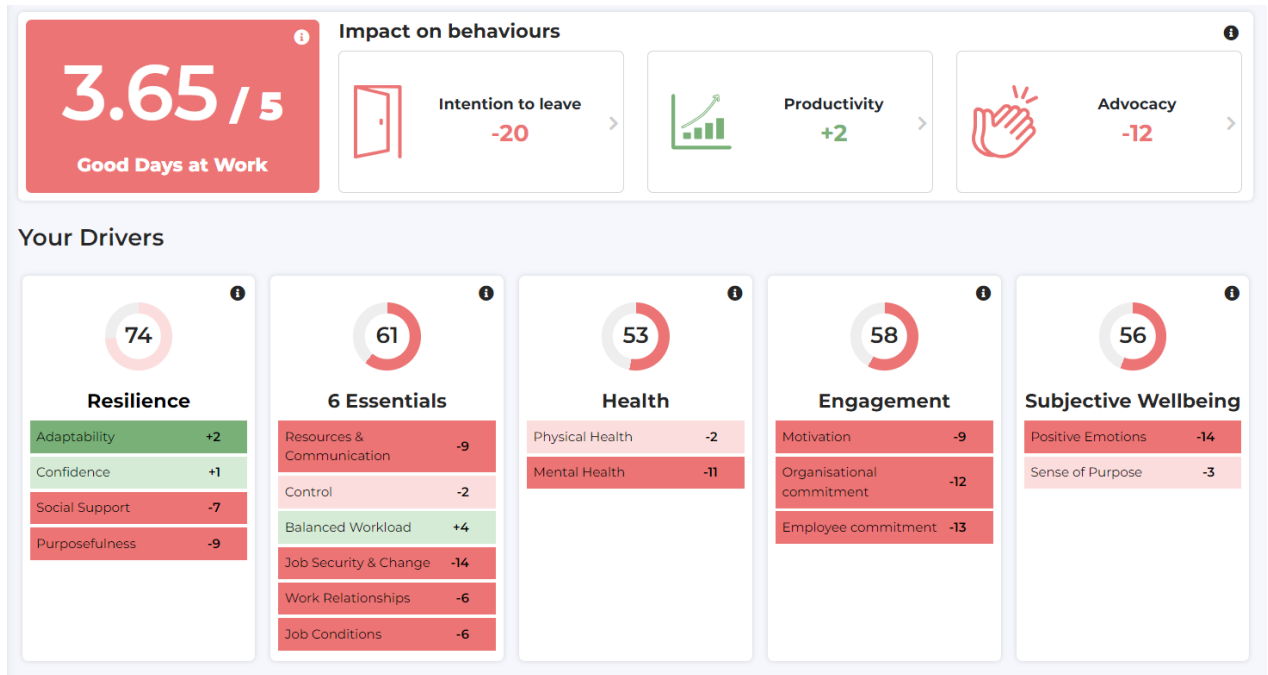 Impact on behaviours
3.65 / 5
Good Days at Work
Intention to leave
-20
Productivity
+2
Advocacy
-12
Your Drivers
74
Resilience
Adaptability +2
Confidence +1
Social Support -7
Purposefulness -9
61
6 Essentials
Resources &
Communication -9
Control -2
Balanced Workload +4
Job Security & Change -14
Work Relationships -6
Job Conditions -6
53
Health
Physical Health -2
Mental Health -11
58
Engagement
Motivation -9
Organisational
commitment -12
Employee commitment -13
56
Subjective Wellbeing
Positive Emotions -14
Sense of Purpose -3